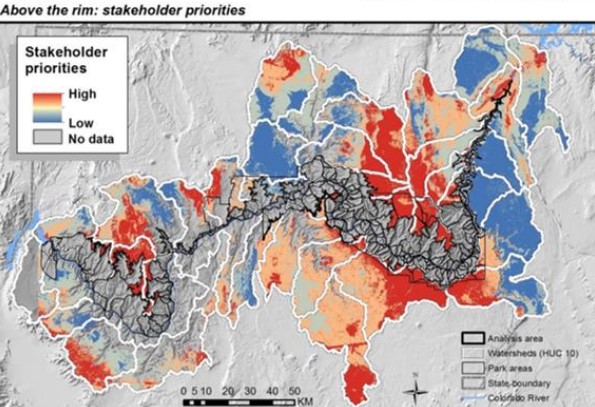 Above the rim: stakeholder priorities
Stakeholder
priorities
High
Low
No data
Analysis area
Watersheds (HUC 10)
Park areas
State boundary
Colorado River
N
0 5 10 20 30 40 50
KM